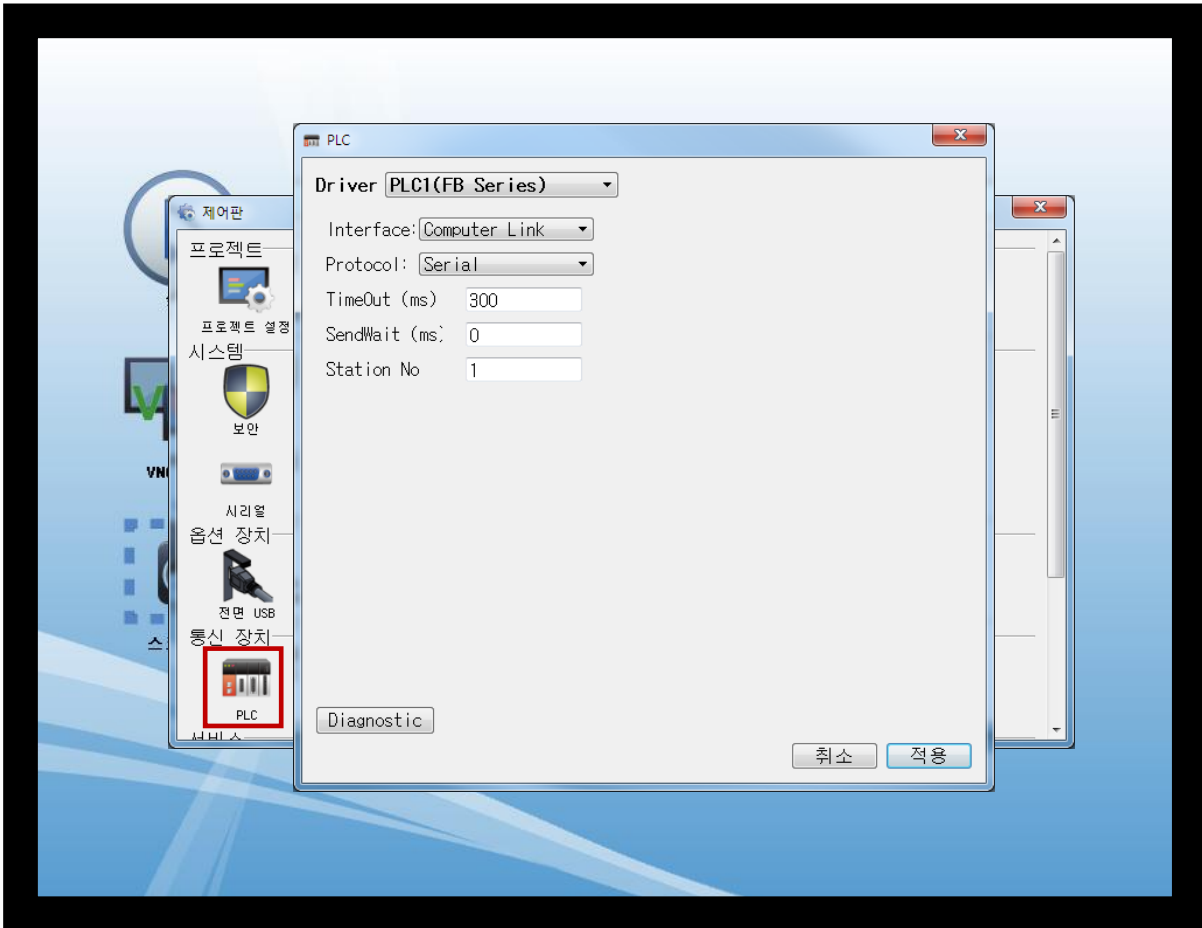 PLC
Driver PLC1(FB Series)
Interface: Computer Link
Protocol: Serial
TimeOut (ms) 300
SendWait (ms) 0
Station No 1
Diagnostic
취소 적용
제어판
프로젝트
프로젝트 설정
시스템
보안
시리얼
옵션 장치
전면 USB
통신 장치
PLC
서비스